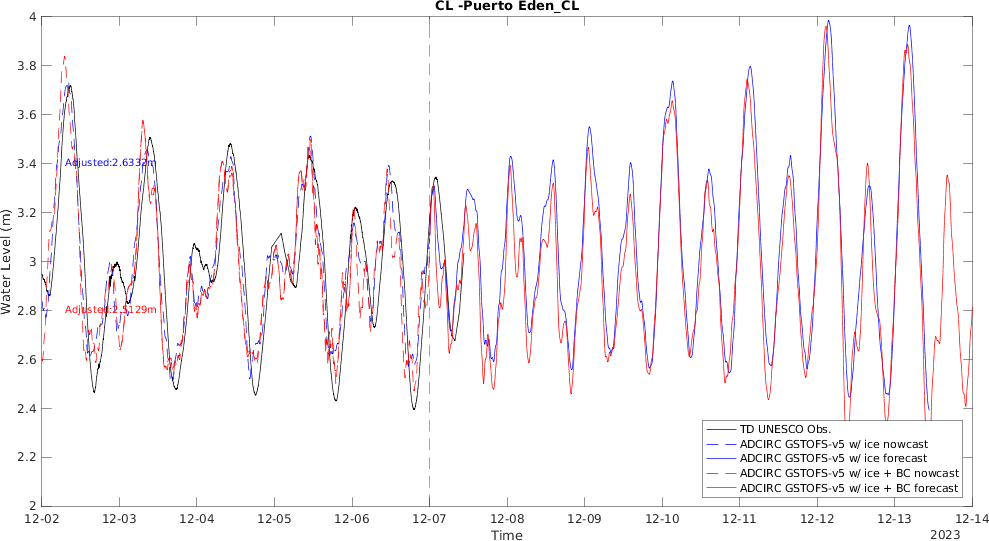 CL -Puerto Eden_CL
Water Level (m)
4
3.8
3.6
3.4
3.2
3
2.8
2.6
2.4
2.2
2
Adjusted:2.6332m
Adjusted:2.5129m
TD UNESCO Obs.
ADCIRC GSTOFS-v5 w/ ice nowcast
ADCIRC GSTOFS-v5 w/ ice forecast
ADCIRC GSTOFS-v5 w/ ice + BC nowcast
ADCIRC GSTOFS-v5 w/ ice + BC forecast
12-02 12-03 12-04 12-05 12-06 12-07 12-08 12-09 12-10 12-11 12-12 12-13 12-14
Time
2023